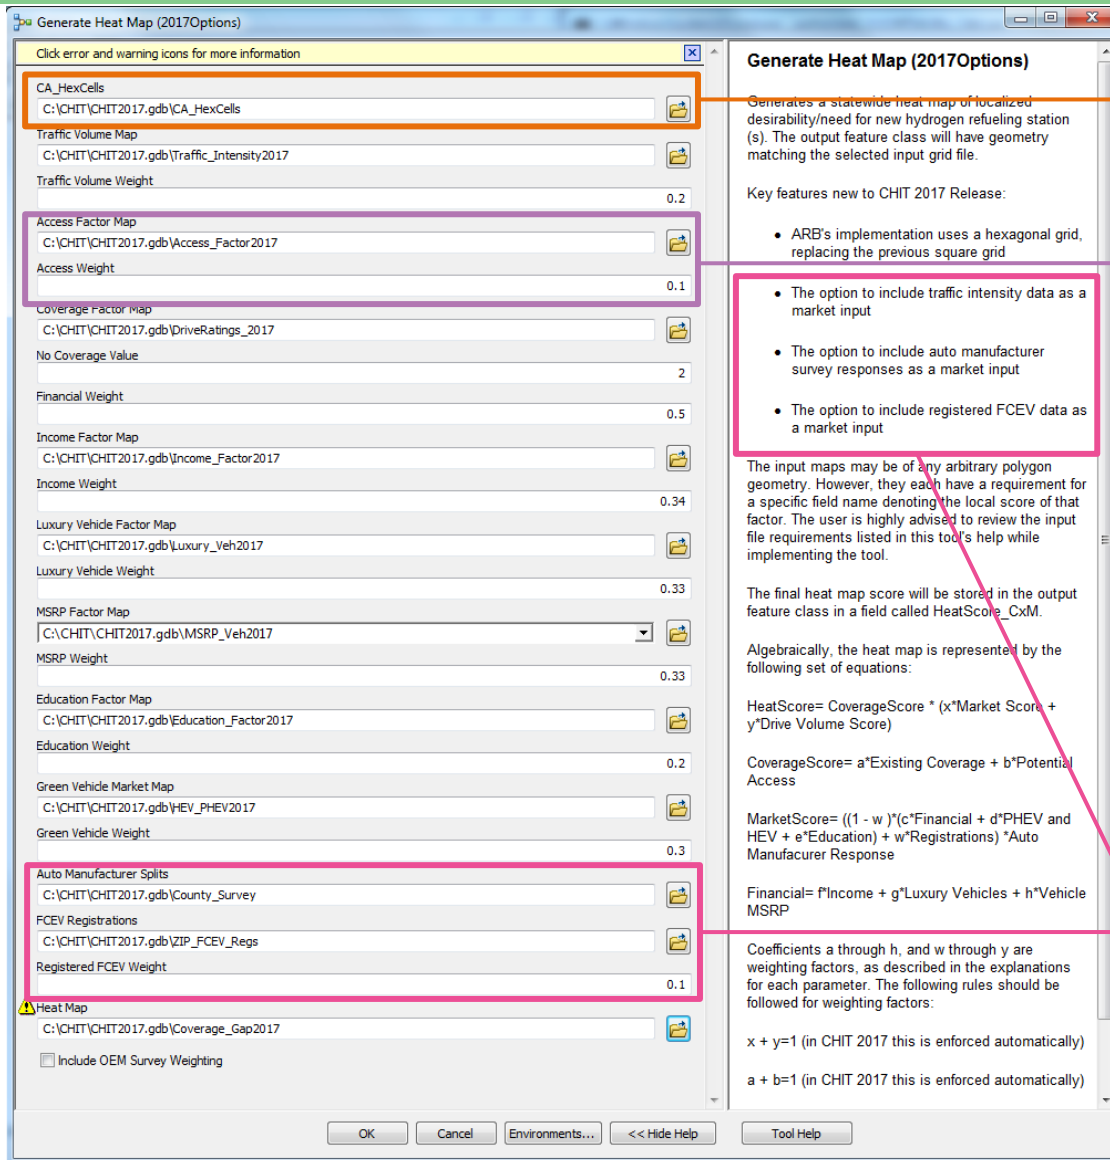 Generate Heat Map (2017Options)
Click error and warning icons for more information
CA_HexCells
C:\CHIT\CHIT2017.gdb\CA_HexCells
Traffic Volume Map
C:\CHIT\CHIT2017.gdb\Traffic_Intensity2017
Traffic Volume Weight
0.2
Access Factor Map
C:\CHIT\CHIT2017.gdb\Access_Factor2017
Access Weight
0.1
Coverage Factor Map
C:\CHIT\CHIT2017.gdb\DriveRatings_2017
No Coverage Value
2
Financial Weight
0.5
Income Factor Map
C:\CHIT\CHIT2017.gdb\Income_Factor2017
Income Weight
0.34
Luxury Vehicle Factor Map
C:\CHIT\CHIT2017.gdb\Luxury_Veh2017
Luxury Vehicle Weight
0.33
MSRP Factor Map
C:\CHIT\CHIT2017.gdb\MSRP_Veh2017
MSRP Weight
0.33
Education Factor Map
C:\CHIT\CHIT2017.gdb\Education_Factor2017
Education Weight
0.2
Green Vehicle Market Map
C:\CHIT\CHIT2017.gdb\HEV_PHEV2017
Green Vehicle Weight
0.3
Auto Manufacturer Splits
C:\CHIT\CHIT2017.gdb\County_Survey
FCEV Registrations
C:\CHIT\CHIT2017.gdb\ZIP_FCEV_Regs
Registered FCEV Weight
0.1
Heat Map
C:\CHIT\CHIT2017.gdb\Coverage_Gap2017
Include OEM Survey Weighting
Generate Heat Map (2017Options)
Generates a statewide heat map of localized
desirability/need for new hydrogen refueling station
(s). The output feature class will have geometry
matching the selected input grid file.
Key features new to CHIT 2017 Release:
• ARB's implementation uses a hexagonal grid,
replacing the previous square grid
• The option to include traffic intensity data as a
market input
• The option to include auto manufacturer
survey responses as a market input
• The option to include registered FCEV data as
a market input
The input maps may be of any arbitrary polygon
geometry. However, they each have a requirement for
a specific field name denoting the local score of that
factor. The user is highly advised to review the input
file requirements listed in this tool's help while
implementing the tool.
The final heat map score will be stored in the output
feature class in a field called HeatScore_CxM.
Algebraically, the heat map is represented by the
following set of equations:
HeatScore= CoverageScore * (x*Market Score +
y*Drive Volume Score)
CoverageScore= a*Existing Coverage + b*Potential
Access
MarketScore= ((1 - w )*(c*Financial + d*PHEV and
HEV + e*Education) + w*Registrations) *Auto
Manufacurer Response
Financial= f*Income + g*Luxury Vehicles + h*Vehicle
MSRP
Coefficients a through h, and w through y are
weighting factors, as described in the explanations
for each parameter. The following rules should be
followed for weighting factors:
x + y=1 (in CHIT 2017 this is enforced automatically)
a + b=1 (in CHIT 2017 this is enforced automatically)
OK
Cancel
Environments...
<< Hide Help
Tool Help